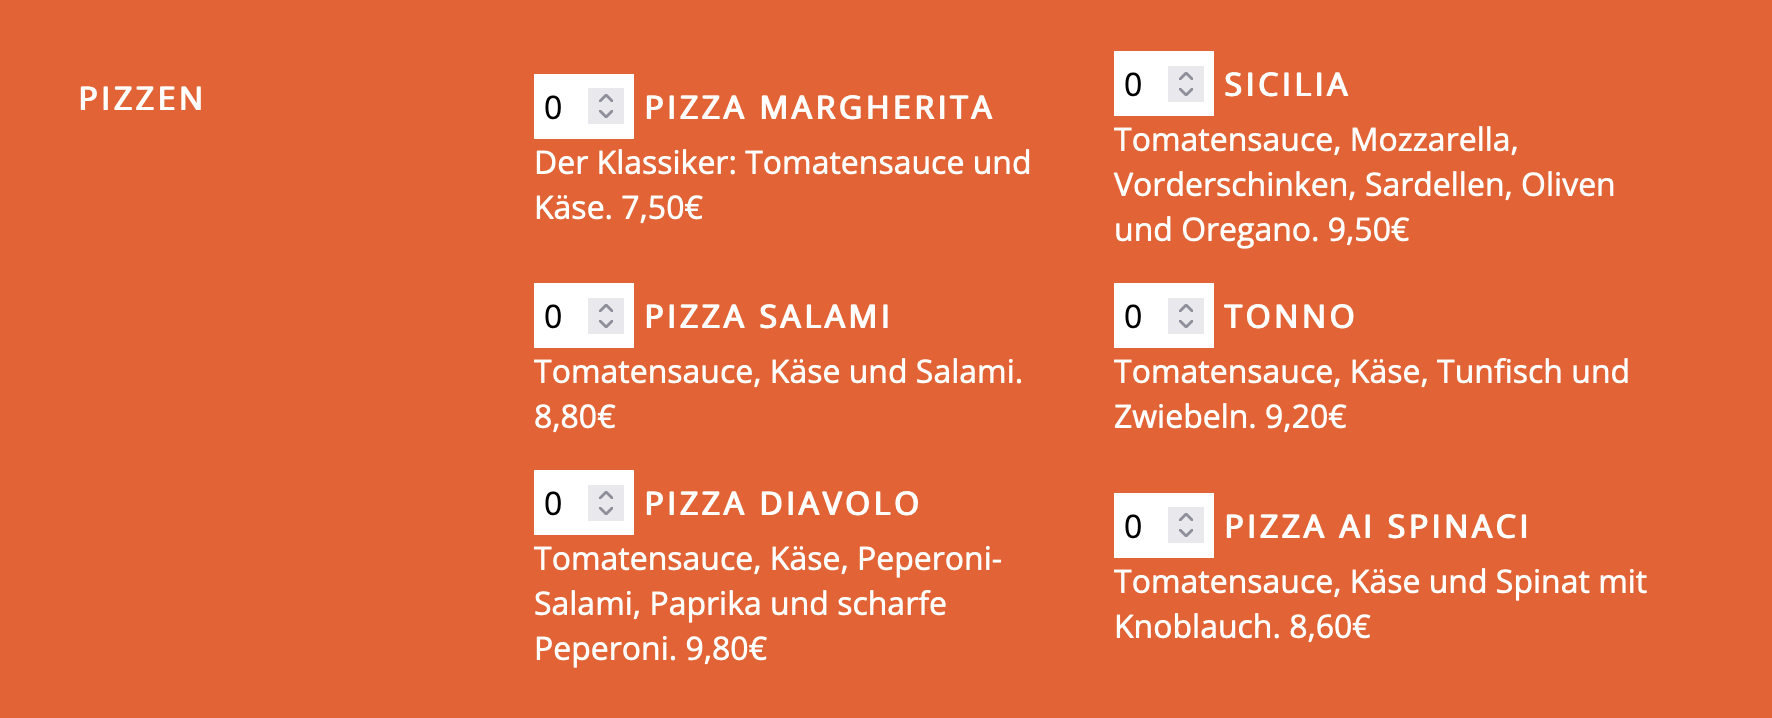 PIZZEN
0 PIZZA MARGHERITA
Der Klassiker: Tomatensauce und
Käse. 7,50€
0 PIZZA SALAMI
Tomatensauce, Käse und Salami.
8,80€
0 PIZZA DIAVOLO
Tomatensauce, Käse, Peperoni-
Salami, Paprika und scharfe
Peperoni. 9,80€
0 SICILIA
Tomatensauce, Mozzarella,
Vorderschinken, Sardellen, Oliven
und Oregano. 9,50€
0 TONNO
Tomatensauce, Käse, Tunfisch und
Zwiebeln. 9,20€
0 PIZZA AI SPINACI
Tomatensauce, Käse und Spinat mit
Knoblauch. 8,60€